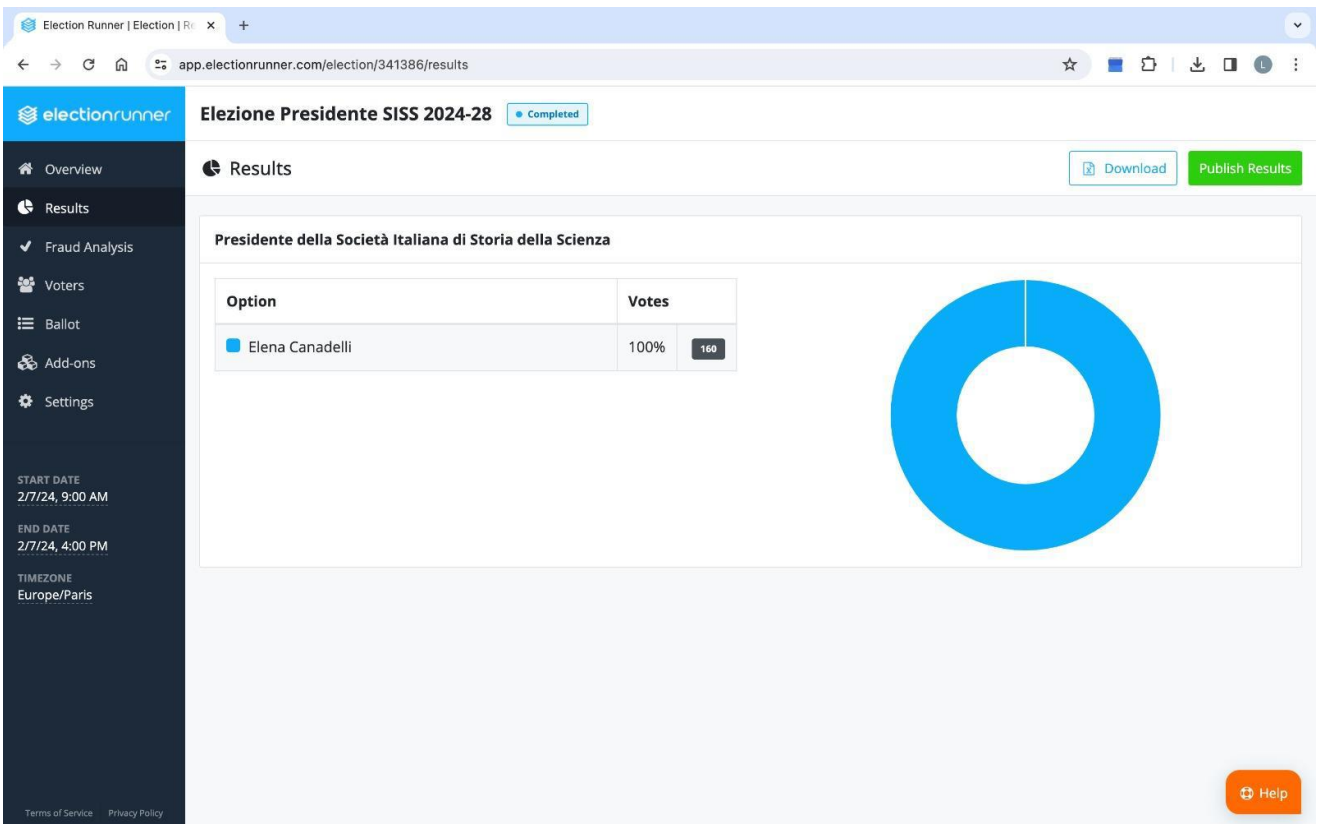 Election Runner | Election | Re
app.electionrunner.com/election/341386/results
L
electionrunner
Elezione Presidente SISS 2024-28
Completed
Overview
Results
Fraud Analysis
Voters
Ballot
Add-ons
Settings
START DATE
2/7/24, 9:00 AM
END DATE
2/7/24, 4:00 PM
TIMEZONE
Europe/Paris
Terms of Service Privacy Policy
Results
Download Publish Results
Presidente della Società Italiana di Storia della Scienza
Option Votes
Elena Canadelli 100% 160
Help